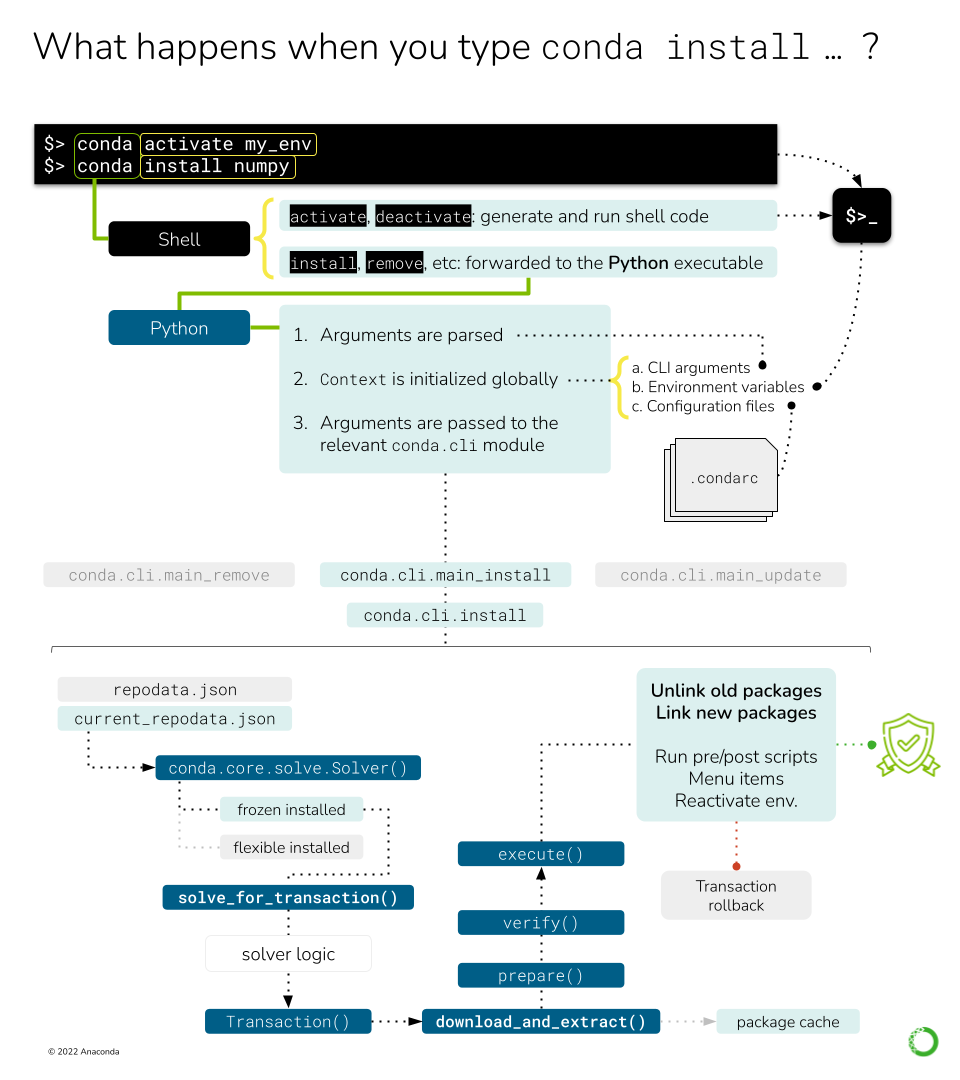 What happens when you type conda install … ?
$> conda activate my_env
$> conda install numpy
$>_
Shell
activate, deactivate: generate and run shell code
install, remove, etc: forwarded to the Python executable
Python
1. Arguments are parsed
2. Context is initialized globally
3. Arguments are passed to the
relevant conda.cli module
a. CLI arguments
b. Environment variables
c. Configuration files
.condarc
conda.cli.main_remove
conda.cli.main_install
conda.cli.main_update
conda.cli.install
repodata.json
current_repodata.json
conda.core.solve.Solver()
frozen installed
flexible installed
solve_for_transaction()
solver logic
Transaction()
download_and_extract()
package cache
prepare()
verify()
execute()
Unlink old packages
Link new packages
Run pre/post scripts
Menu items
Reactivate env.
Transaction
rollback
© 2022 Anaconda